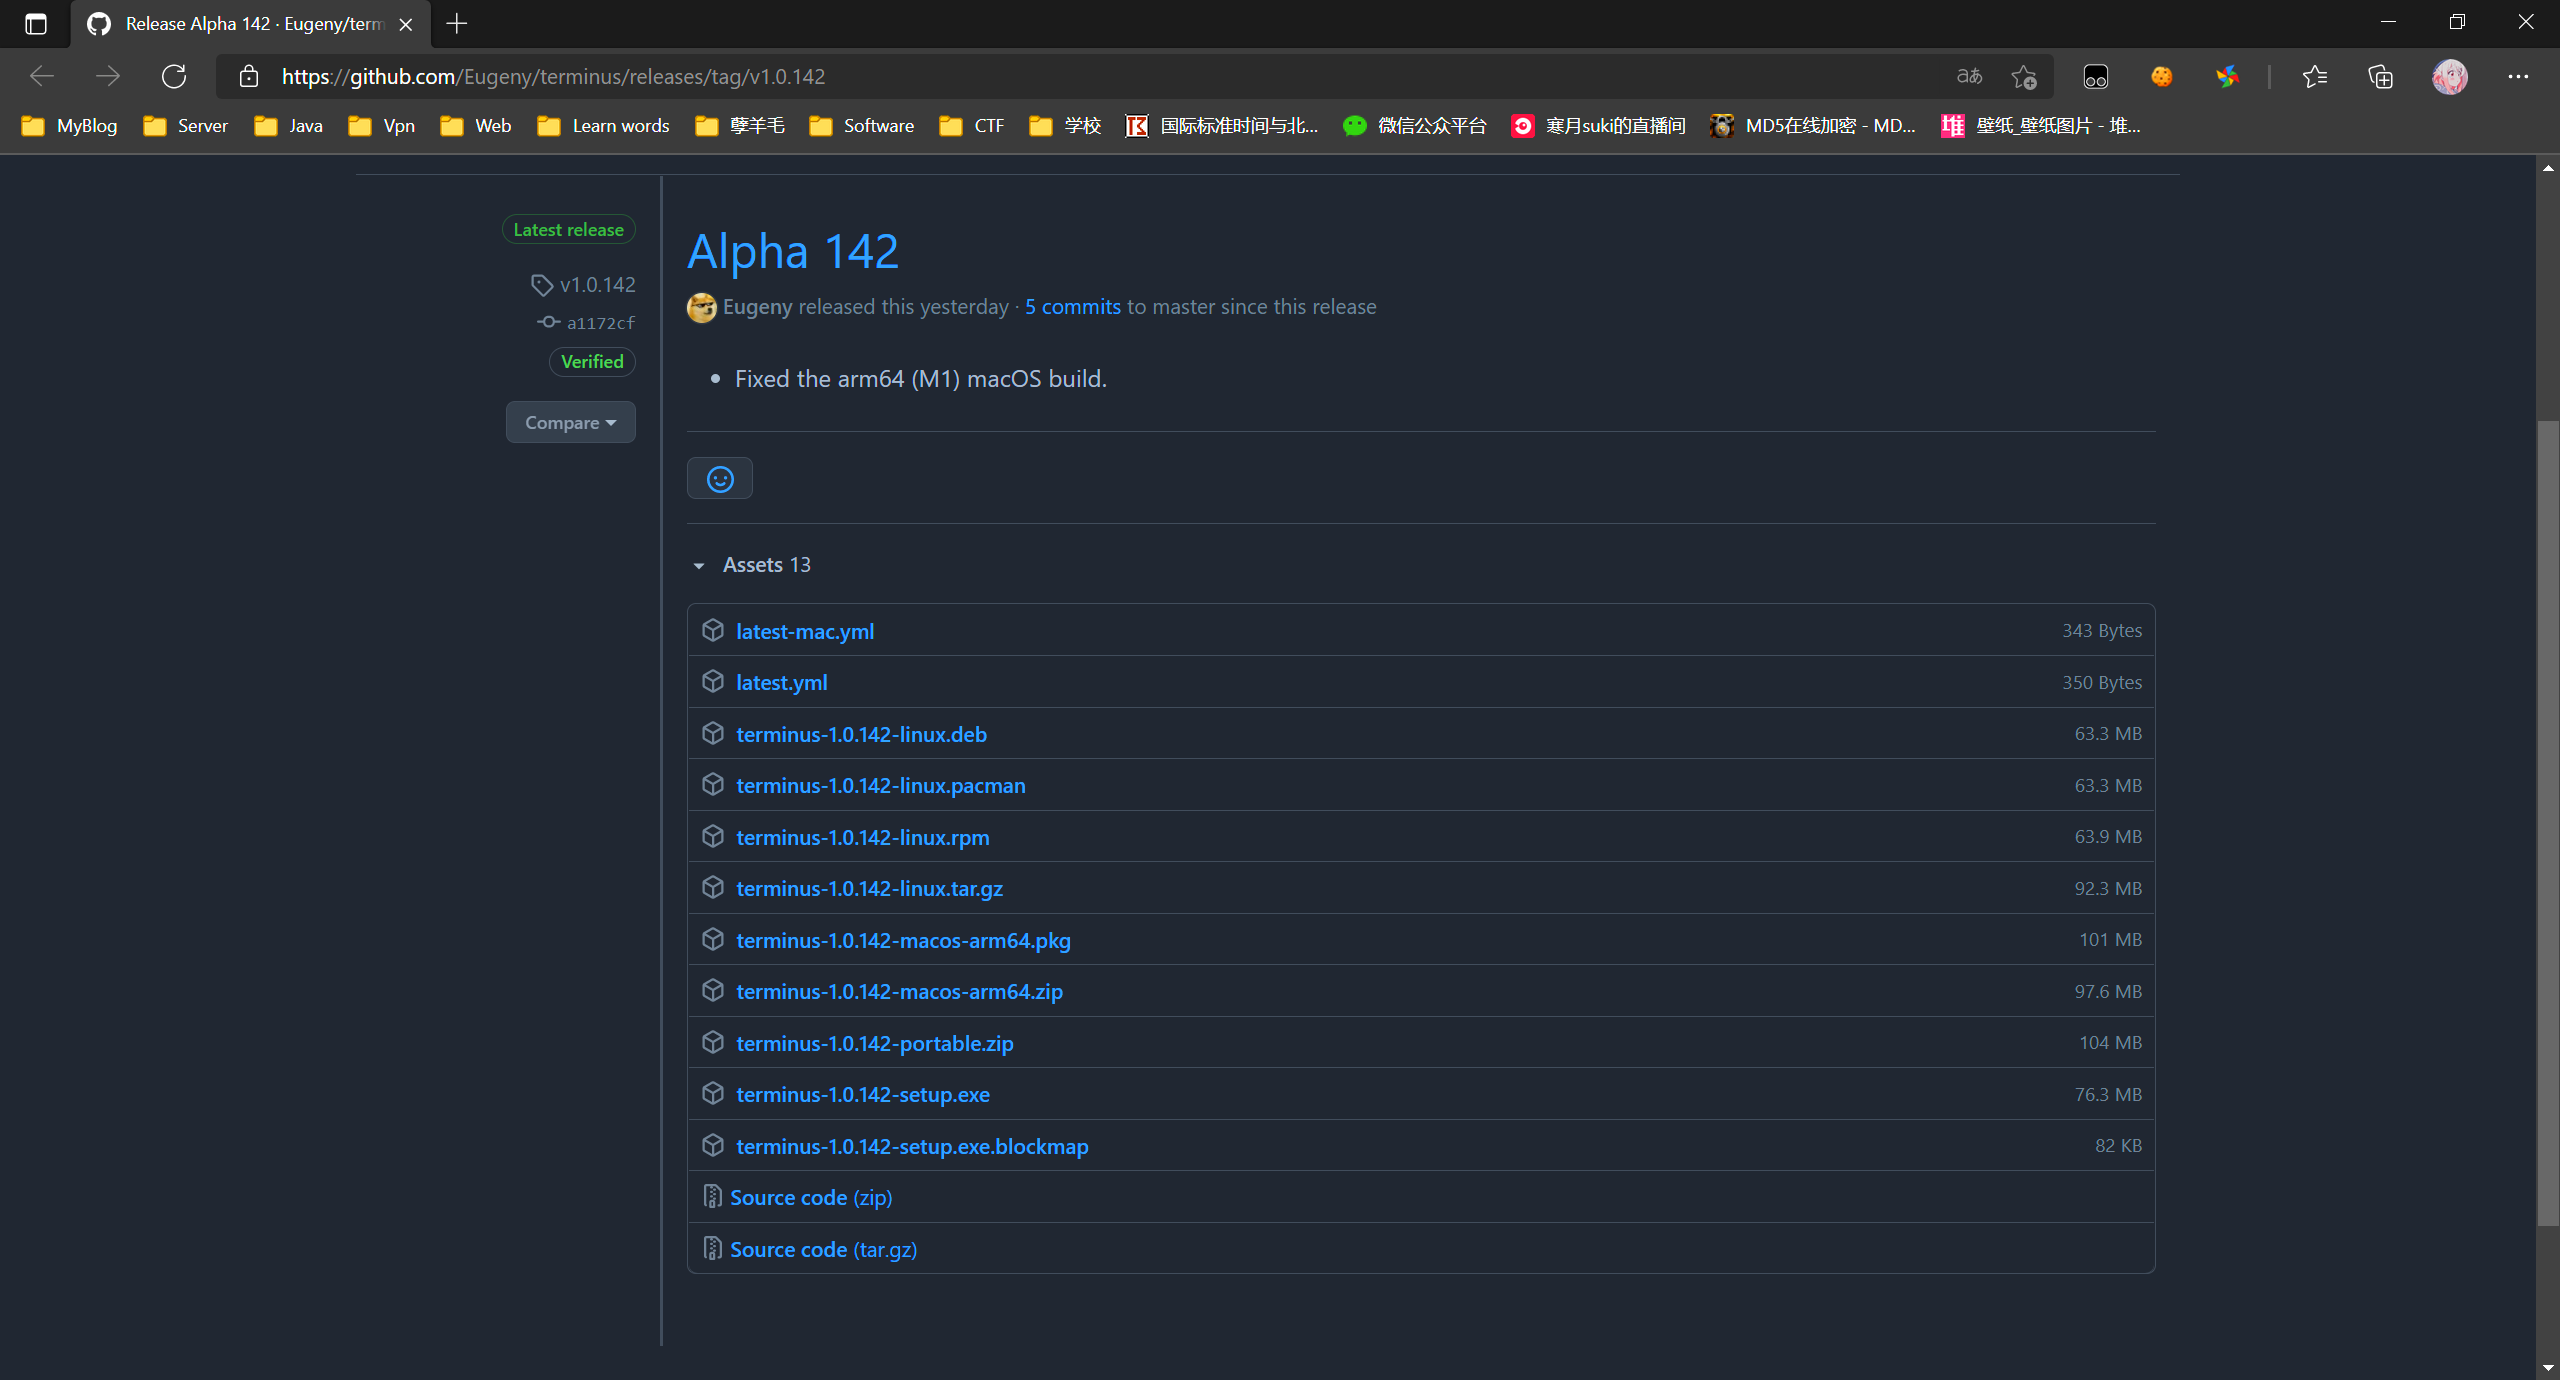 Release Alpha 142 · Eugeny/term
https://github.com/Eugeny/terminus/releases/tag/v1.0.142
MyBlog Server Java Vpn Web Learn words 孽羊毛 Software CTF 学校 国际标准时间与北... 微信公众平台 寒月suki的直播间 MD5在线加密 - MD... 壁纸_壁纸图片 - 堆...
Latest release
v1.0.142
a1172cf
Verified
Compare
Alpha 142
Eugeny released this yesterday · 5 commits to master since this release
• Fixed the arm64 (M1) macOS build.
Assets 13
latest-mac.yml 343 Bytes
latest.yml 350 Bytes
terminus-1.0.142-linux.deb 63.3 MB
terminus-1.0.142-linux.pacman 63.3 MB
terminus-1.0.142-linux.rpm 63.9 MB
terminus-1.0.142-linux.tar.gz 92.3 MB
terminus-1.0.142-macos-arm64.pkg 101 MB
terminus-1.0.142-macos-arm64.zip 97.6 MB
terminus-1.0.142-portable.zip 104 MB
terminus-1.0.142-setup.exe 76.3 MB
terminus-1.0.142-setup.exe.blockmap 82 KB
Source code (zip)
Source code (tar.gz)